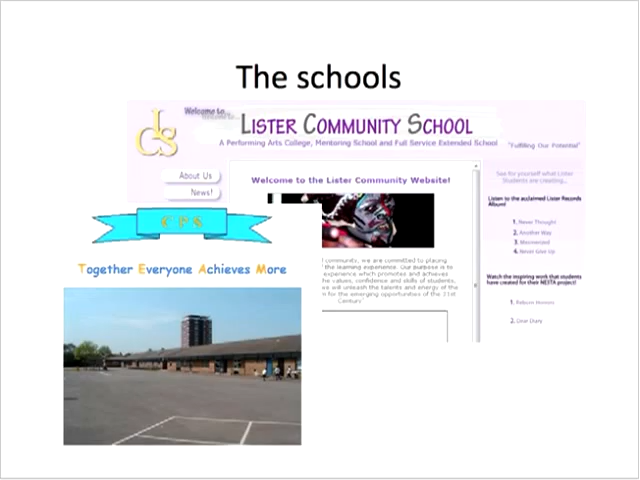 The schools
LCS
Welcome to...
LISTER COMMUNITY SCHOOL
A Performing Arts College, Mentoring School and Full Service Extended School
"Fulfilling Our Potential"
About Us
News!
Welcome to the Lister Community Website!
See for yourself what Lister
Students are creating...
Listen to the acclaimed Lister Records
Album!
1. Never Thought
2. Another Way
3. Mesmerized
4. Never Give Up
Watch the inspiring work that students
have created for their NESTA project!
1. Reborn Horrors
2. Dear Diary
community, we are committed to placing
f the learning experience. Our purpose is to
experience which promotes and achieves
he values, confidence and skills of students,
we will unleash the talents and energy of the
n for the emerging opportunities of the 21st
Century"
C P S
Together Everyone Achieves More